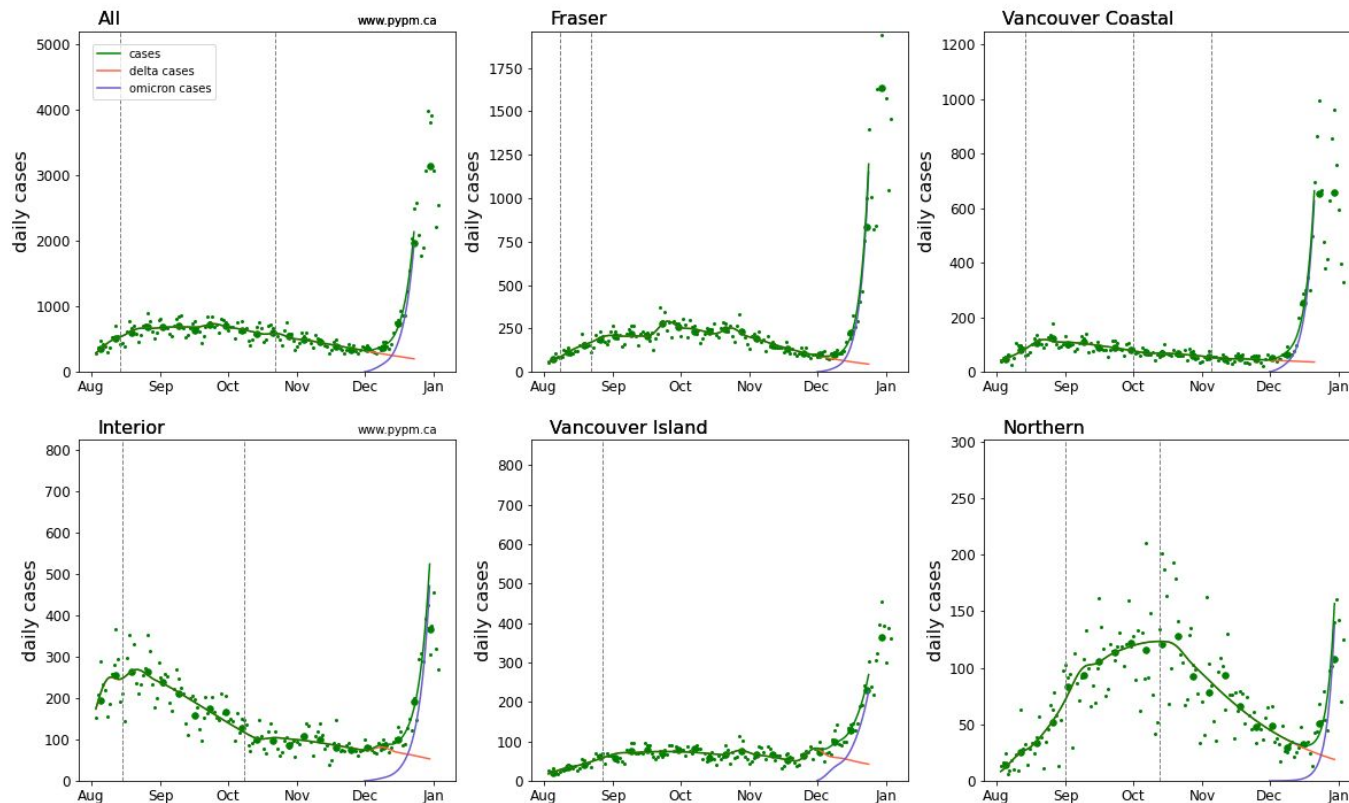 All www.pypm.ca
Fraser
Vancouver Coastal
daily cases
5000
4000
3000
2000
1000
0
cases
delta cases
omicron cases
Aug Sep Oct Nov Dec Jan
daily cases
1750
1500
1250
1000
750
500
250
0
Aug Sep Oct Nov Dec Jan
daily cases
1200
1000
800
600
400
200
0
Aug Sep Oct Nov Dec Jan
Interior www.pypm.ca
Vancouver Island
Northern
daily cases
800
700
600
500
400
300
200
100
0
Aug Sep Oct Nov Dec Jan
daily cases
800
700
600
500
400
300
200
100
0
Aug Sep Oct Nov Dec Jan
daily cases
300
250
200
150
100
50
0
Aug Sep Oct Nov Dec Jan